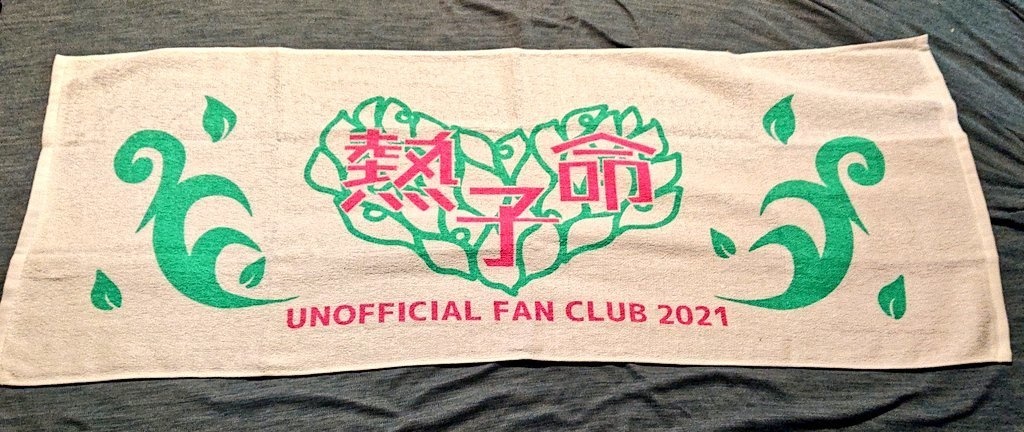 熱子命
UNOFFICIAL FAN CLUB 2021